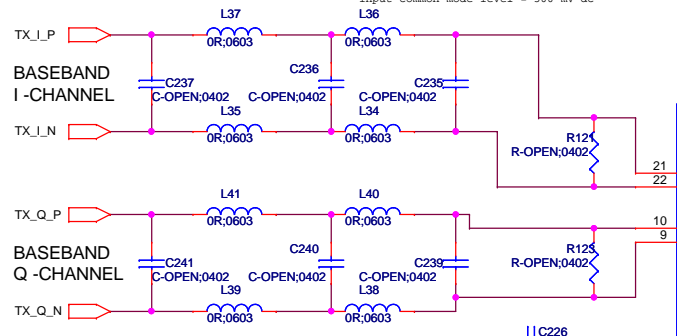 L37
L36
TX_I_P
0R;0603
0R;0603
BASEBAND
I -CHANNEL
C237
C-OPEN;0402
C236
C-OPEN;0402
C235
C-OPEN;0402
L35
L34
TX_I_N
0R;0603
0R;0603
R121
R-OPEN;0402
21
22
L41
L40
TX_Q_P
0R;0603
0R;0603
10
9
BASEBAND
Q -CHANNEL
C241
C-OPEN;0402
C240
C-OPEN;0402
C239
C-OPEN;0402
R123
R-OPEN;0402
L39
L38
TX_Q_N
0R;0603
0R;0603
C226